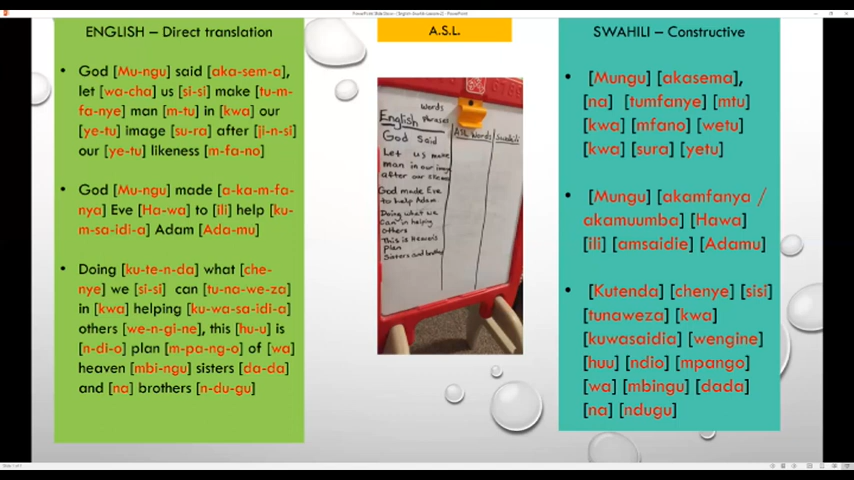 ENGLISH – Direct translation
• God [Mu-ngu] said [aka-sem-a],
let [wa-cha] us [si-si] make [tu-m-
fa-nye] man [m-tu] in [kwa] our
[ye-tu] image [su-ra] after [ji-n-si]
our [ye-tu] likeness [m-fa-no]
• God [Mu-ngu] made [a-ka-m-fa-
nya] Eve [Ha-wa] to [ili] help [ku-
m-sa-idi-a] Adam [Ada-mu]
• Doing [ku-te-n-da] what [che-
nye] we [si-si] can [tu-na-we-za]
in [kwa] helping [ku-wa-sa-idi-a]
others [we-n-gi-ne], this [hu-u] is
[n-di-o] plan [m-pa-ng-o] of [wa]
heaven [mbi-ngu] sisters [da-da]
and [na] brothers [n-du-gu]
A.S.L.
Words
English Phrases
ASL Words
Swahili
God Said
Let us make
man in our image
after our
God made Eve
to help Adam
Doing what we
can in helping
others
This is Heaven's
plan
Sisters and
SWAHILI – Constructive
• [Mungu] [akasema],
[na] [tumfanye] [mtu]
[kwa] [mfano] [wetu]
[kwa] [sura] [yetu]
• [Mungu] [akamfanya /
akamuumba] [Hawa]
[ili] [amsaidie] [Adamu]
• [Kutenda] [chenye] [sisi]
[tunaweza] [kwa]
[kuwasaidia] [wengine]
[huu] [ndio] [mpango]
[wa] [mbingu] [dada]
[na] [ndugu]